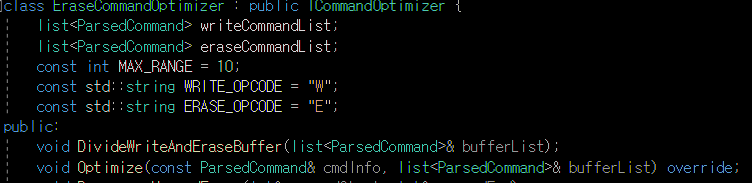 class EraseCommandOptimizer : public ICommandOptimizer {
list<ParsedCommand> writeCommandList;
list<ParsedCommand> eraseCommandList;
const int MAX_RANGE = 10;
const std::string WRITE_OPCODE = "W";
const std::string ERASE_OPCODE = "E";
public:
void DivideWriteAndEraseBuffer(list<ParsedCommand>& bufferList);
void Optimize(const ParsedCommand& cmdInfo, list<ParsedCommand>& bufferList) override;